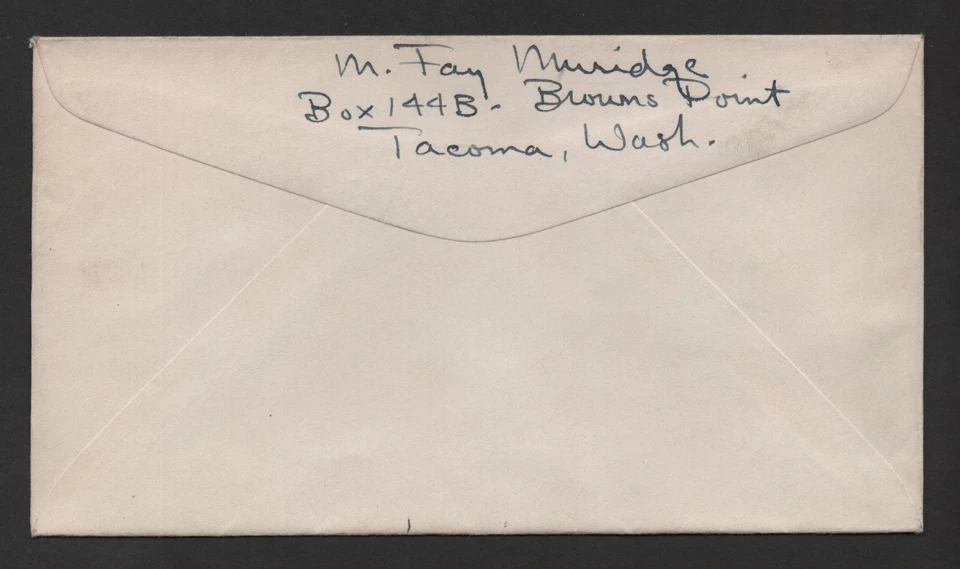 M. Fay Muridge
Box 144B - Browns Point
Tacoma, Wash.